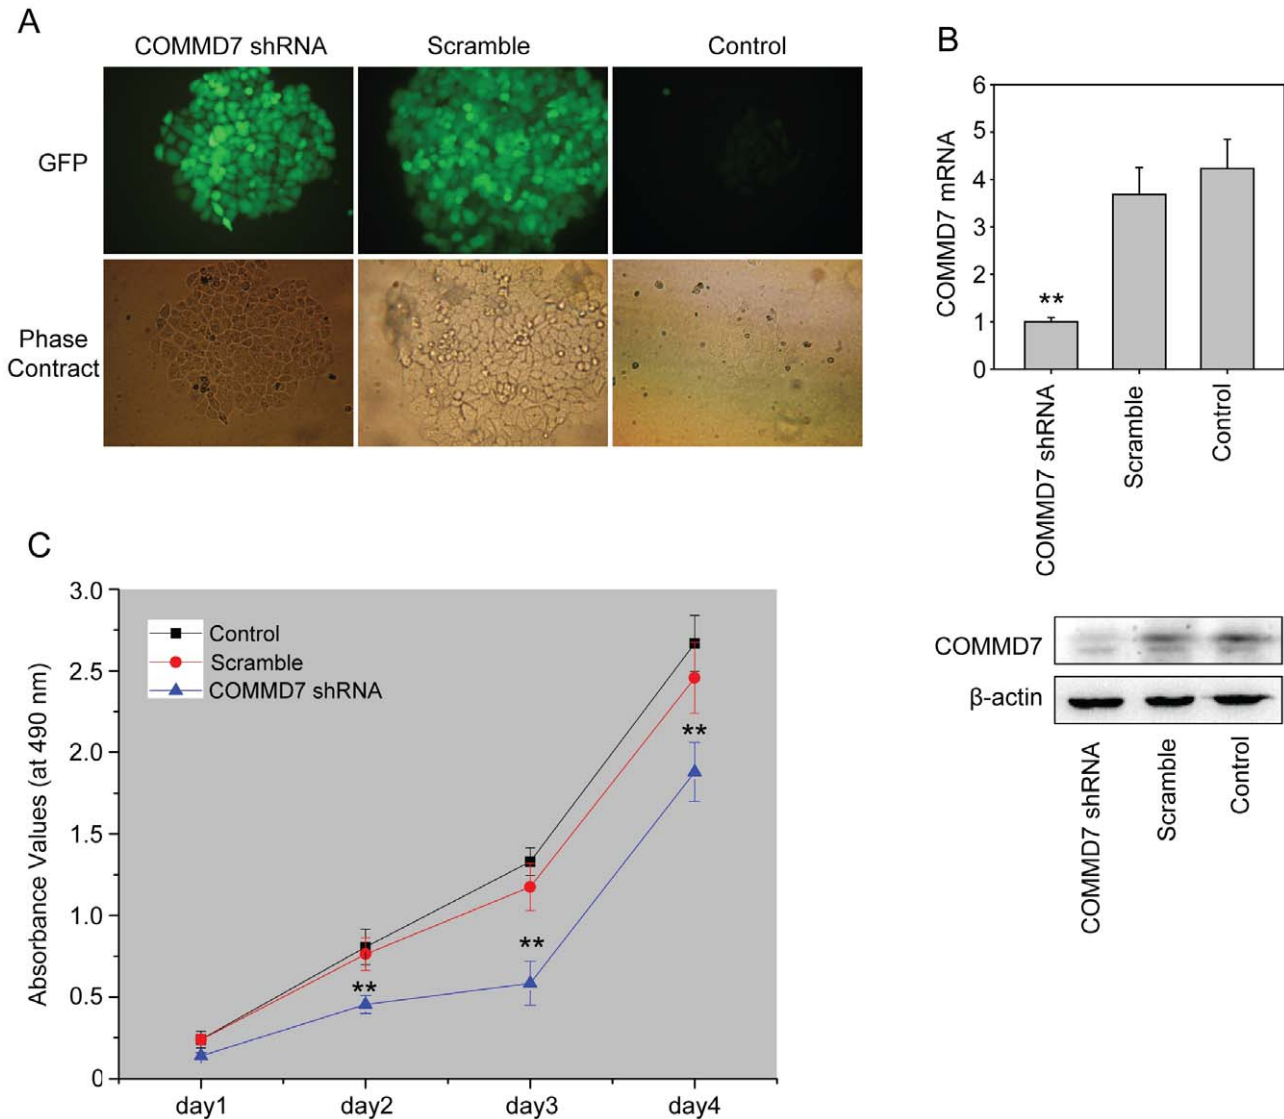 A
COMMD7 shRNA
Scramble
Control
GFP
Phase
Contract
B
COMMD7 mRNA
6
5
4
3
2
1
0
**
COMMD7 shRNA
Scramble
Control
COMMD7
β-actin
COMMD7 shRNA
Scramble
Control
C
Absorbance Values (at 490 nm)
3.0
2.5
2.0
1.5
1.0
0.5
0
Control
Scramble
COMMD7 shRNA
**
**
**
day1
day2
day3
day4